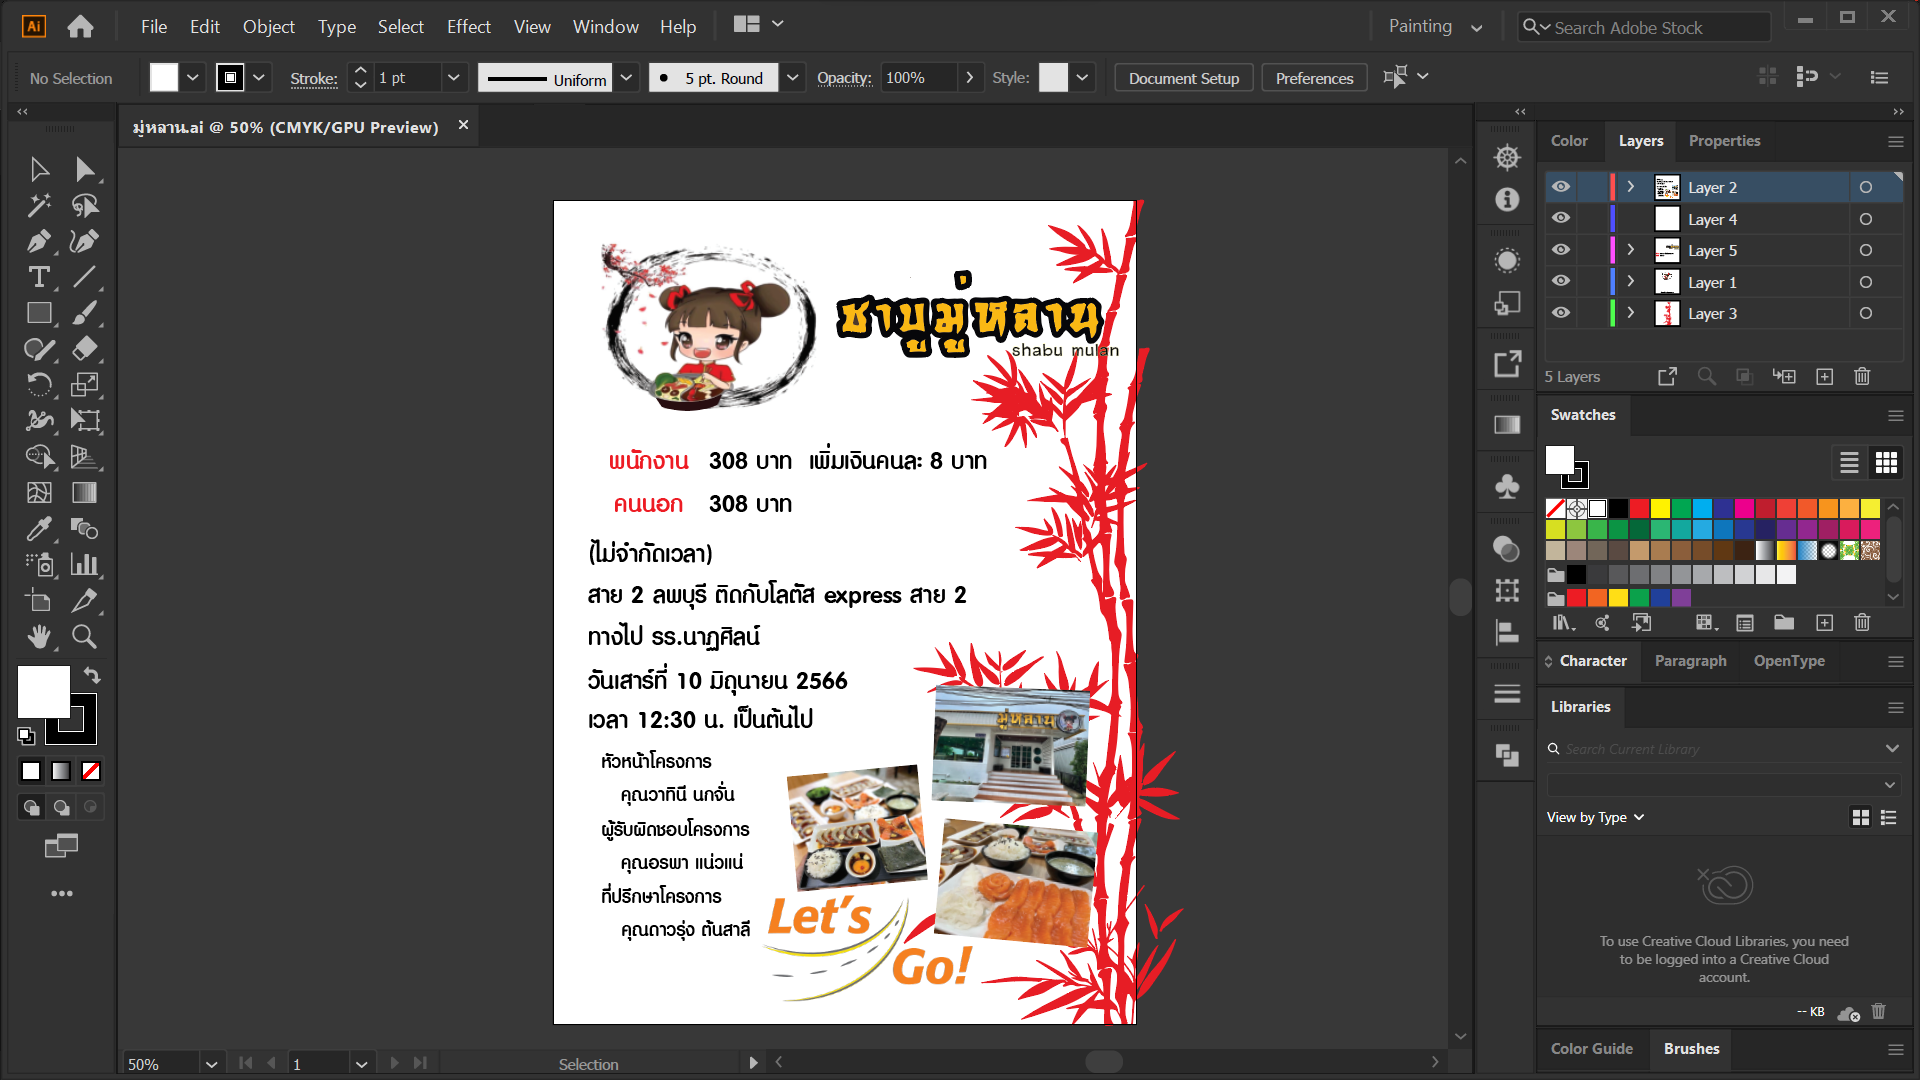 Ai File Edit Object Type Select Effect View Window Help Painting Search Adobe Stock
No Selection Stroke: 1 pt Uniform 5 pt. Round Opacity: 100% Style: Document Setup Preferences
มู่หลาน.ai @ 50% (CMYK/GPU Preview)
ชาบูมู่หลาน
shabu mulan
พนักงาน 308 บาท เพิ่มเงินคนละ 8 บาท
คนนอก 308 บาท
(ไม่จำกัดเวลา)
สาย 2 ลพบุรี ติดกับโลตัส express สาย 2
ทางไป รร.นาฏศิลน์
วันเสาร์ที่ 10 มิถุนายน 2566
เวลา 12:30 น. เป็นต้นไป
หัวหน้าโครงการ
คุณวาทินี นกจั่น
ผู้รับผิดชอบโครงการ
คุณอรพา แน่วแน่
ที่ปรึกษาโครงการ
คุณดาวรุ่ง ต้นสาลี
มู่หลาน
Let's
Go!
50% 1 Selection
Color Layers Properties
Layer 2
Layer 4
Layer 5
Layer 1
Layer 3
5 Layers
Swatches
Character Paragraph OpenType
Libraries
Search Current Library
View by Type
To use Creative Cloud Libraries, you need
to be logged into a Creative Cloud
account.
-- KB
Color Guide Brushes